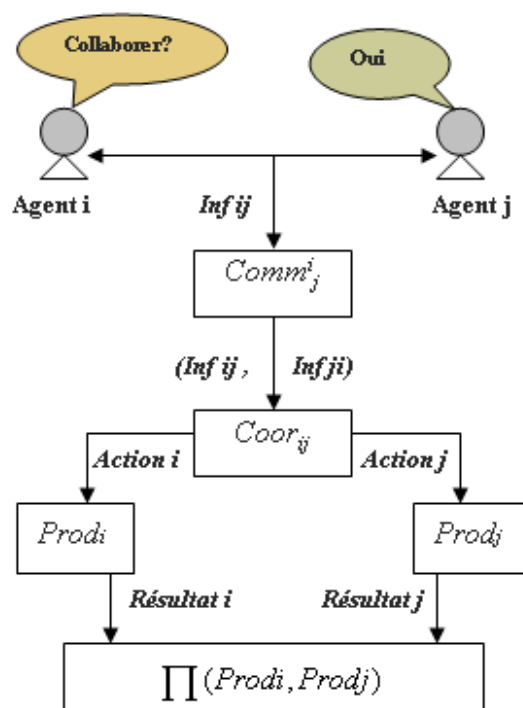 Collaborer?
Oui
Agent i
Agent j
Inf ij
Comm^i_j
(Inf ij , Inf ji)
Coor_ij
Action i
Action j
Prodi
Prodj
Résultat i
Résultat j
∏(Prodi, Prodj)